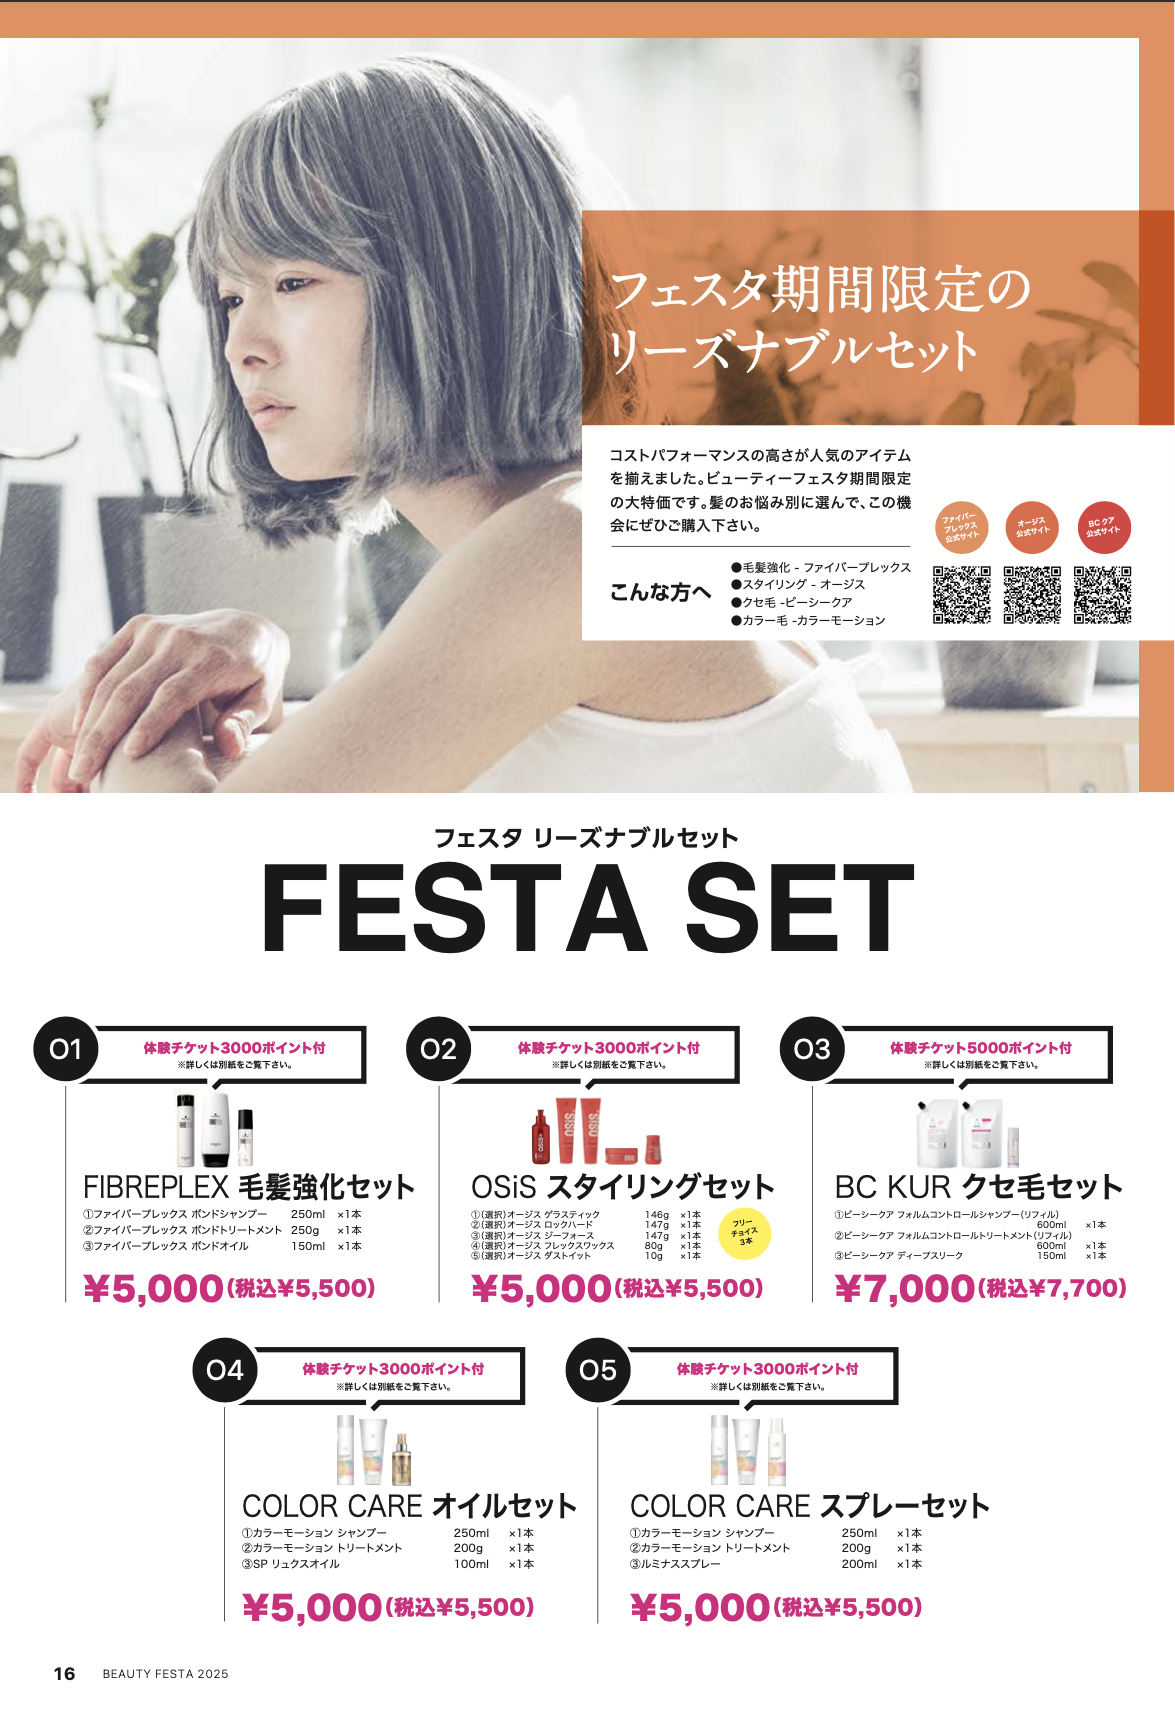 フェスタ期間限定の
リーズナブルセット
コストパフォーマンスの高さが人気のアイテム
を揃えました。ビューティーフェスタ期間限定
の大特価です。髪のお悩み別に選んで、この機
会にぜひご購入下さい。
こんな方へ
●毛髪強化 - ファイバープレックス
●スタイリング - オージス
●クセ毛 -ビーシークア
●カラー毛 -カラーモーション
ファイバー
プレックス
公式サイト
オージス
公式サイト
BC クア
公式サイト
フェスタ リーズナブルセット
FESTA SET
01
体験チケット3000ポイント付
※詳しくは別紙をご覧下さい。
FIBREPLEX 毛髪強化セット
①ファイバープレックス ボンドシャンプー 250ml ×1本
②ファイバープレックス ボンドトリートメント 250g ×1本
③ファイバープレックス ボンドオイル 150ml ×1本
¥5,000(税込¥5,500)
02
体験チケット3000ポイント付
※詳しくは別紙をご覧下さい。
OSiS スタイリングセット
①(選択)オージス グラスティック 146g ×1本
②(選択)オージス ロックハード 147g ×1本
③(選択)オージス ジーフォース 147g ×1本
④(選択)オージス フレックスワックス 80g ×1本
⑤(選択)オージス ダストイット 10g ×1本
フリー
チョイス
3本
¥5,000(税込¥5,500)
03
体験チケット5000ポイント付
※詳しくは別紙をご覧下さい。
BC KUR クセ毛セット
①ビーシークア フォルムコントロールシャンプー(リフィル)
600ml ×1本
②ビーシークア フォルムコントロールトリートメント(リフィル)
600ml ×1本
③ビーシークア ディープスリーク 150ml ×1本
¥7,000(税込¥7,700)
04
体験チケット3000ポイント付
※詳しくは別紙をご覧下さい。
COLOR CARE オイルセット
①カラーモーション シャンプー 250ml ×1本
②カラーモーション トリートメント 200g ×1本
③SP リュクスオイル 100ml ×1本
¥5,000(税込¥5,500)
05
体験チケット3000ポイント付
※詳しくは別紙をご覧下さい。
COLOR CARE スプレーセット
①カラーモーション シャンプー 250ml ×1本
②カラーモーション トリートメント 200g ×1本
③ルミナススプレー 200ml ×1本
¥5,000(税込¥5,500)
16 BEAUTY FESTA 2025